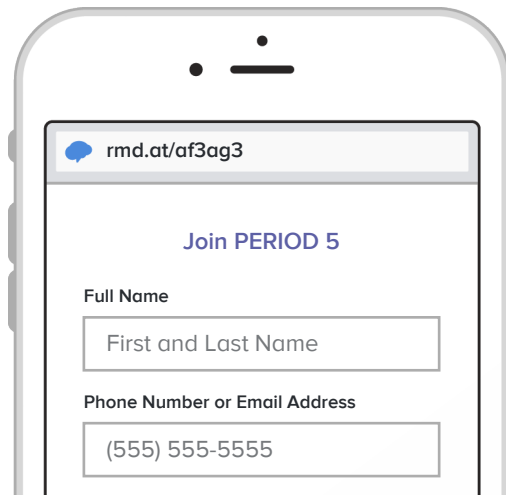 rmd.at/af3ag3
Join PERIOD 5
Full Name
First and Last Name
Phone Number or Email Address
(555) 555-5555